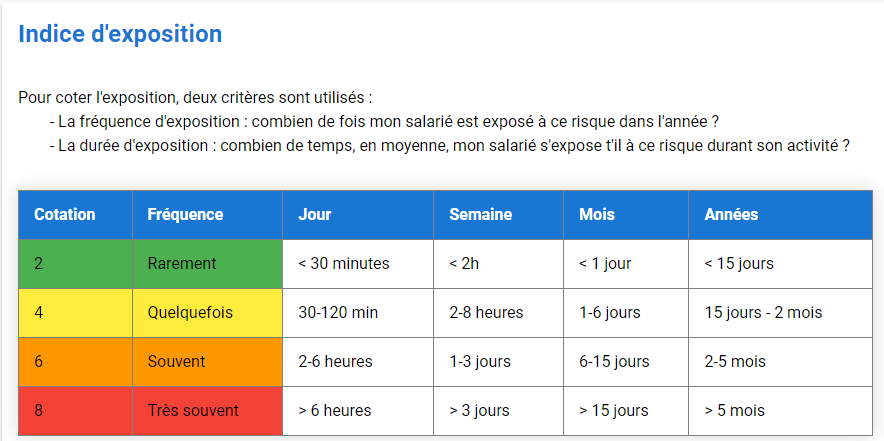 Indice d'exposition
Pour coter l'exposition, deux critères sont utilisés :
- La fréquence d'exposition : combien de fois mon salarié est exposé à ce risque dans l'année ?
- La durée d'exposition : combien de temps, en moyenne, mon salarié s'expose t'il à ce risque durant son activité ?
Cotation Fréquence Jour Semaine Mois Années
2 Rarement < 30 minutes < 2h < 1 jour < 15 jours
4 Quelquefois 30-120 min 2-8 heures 1-6 jours 15 jours - 2 mois
6 Souvent 2-6 heures 1-3 jours 6-15 jours 2-5 mois
8 Très souvent > 6 heures > 3 jours > 15 jours > 5 mois